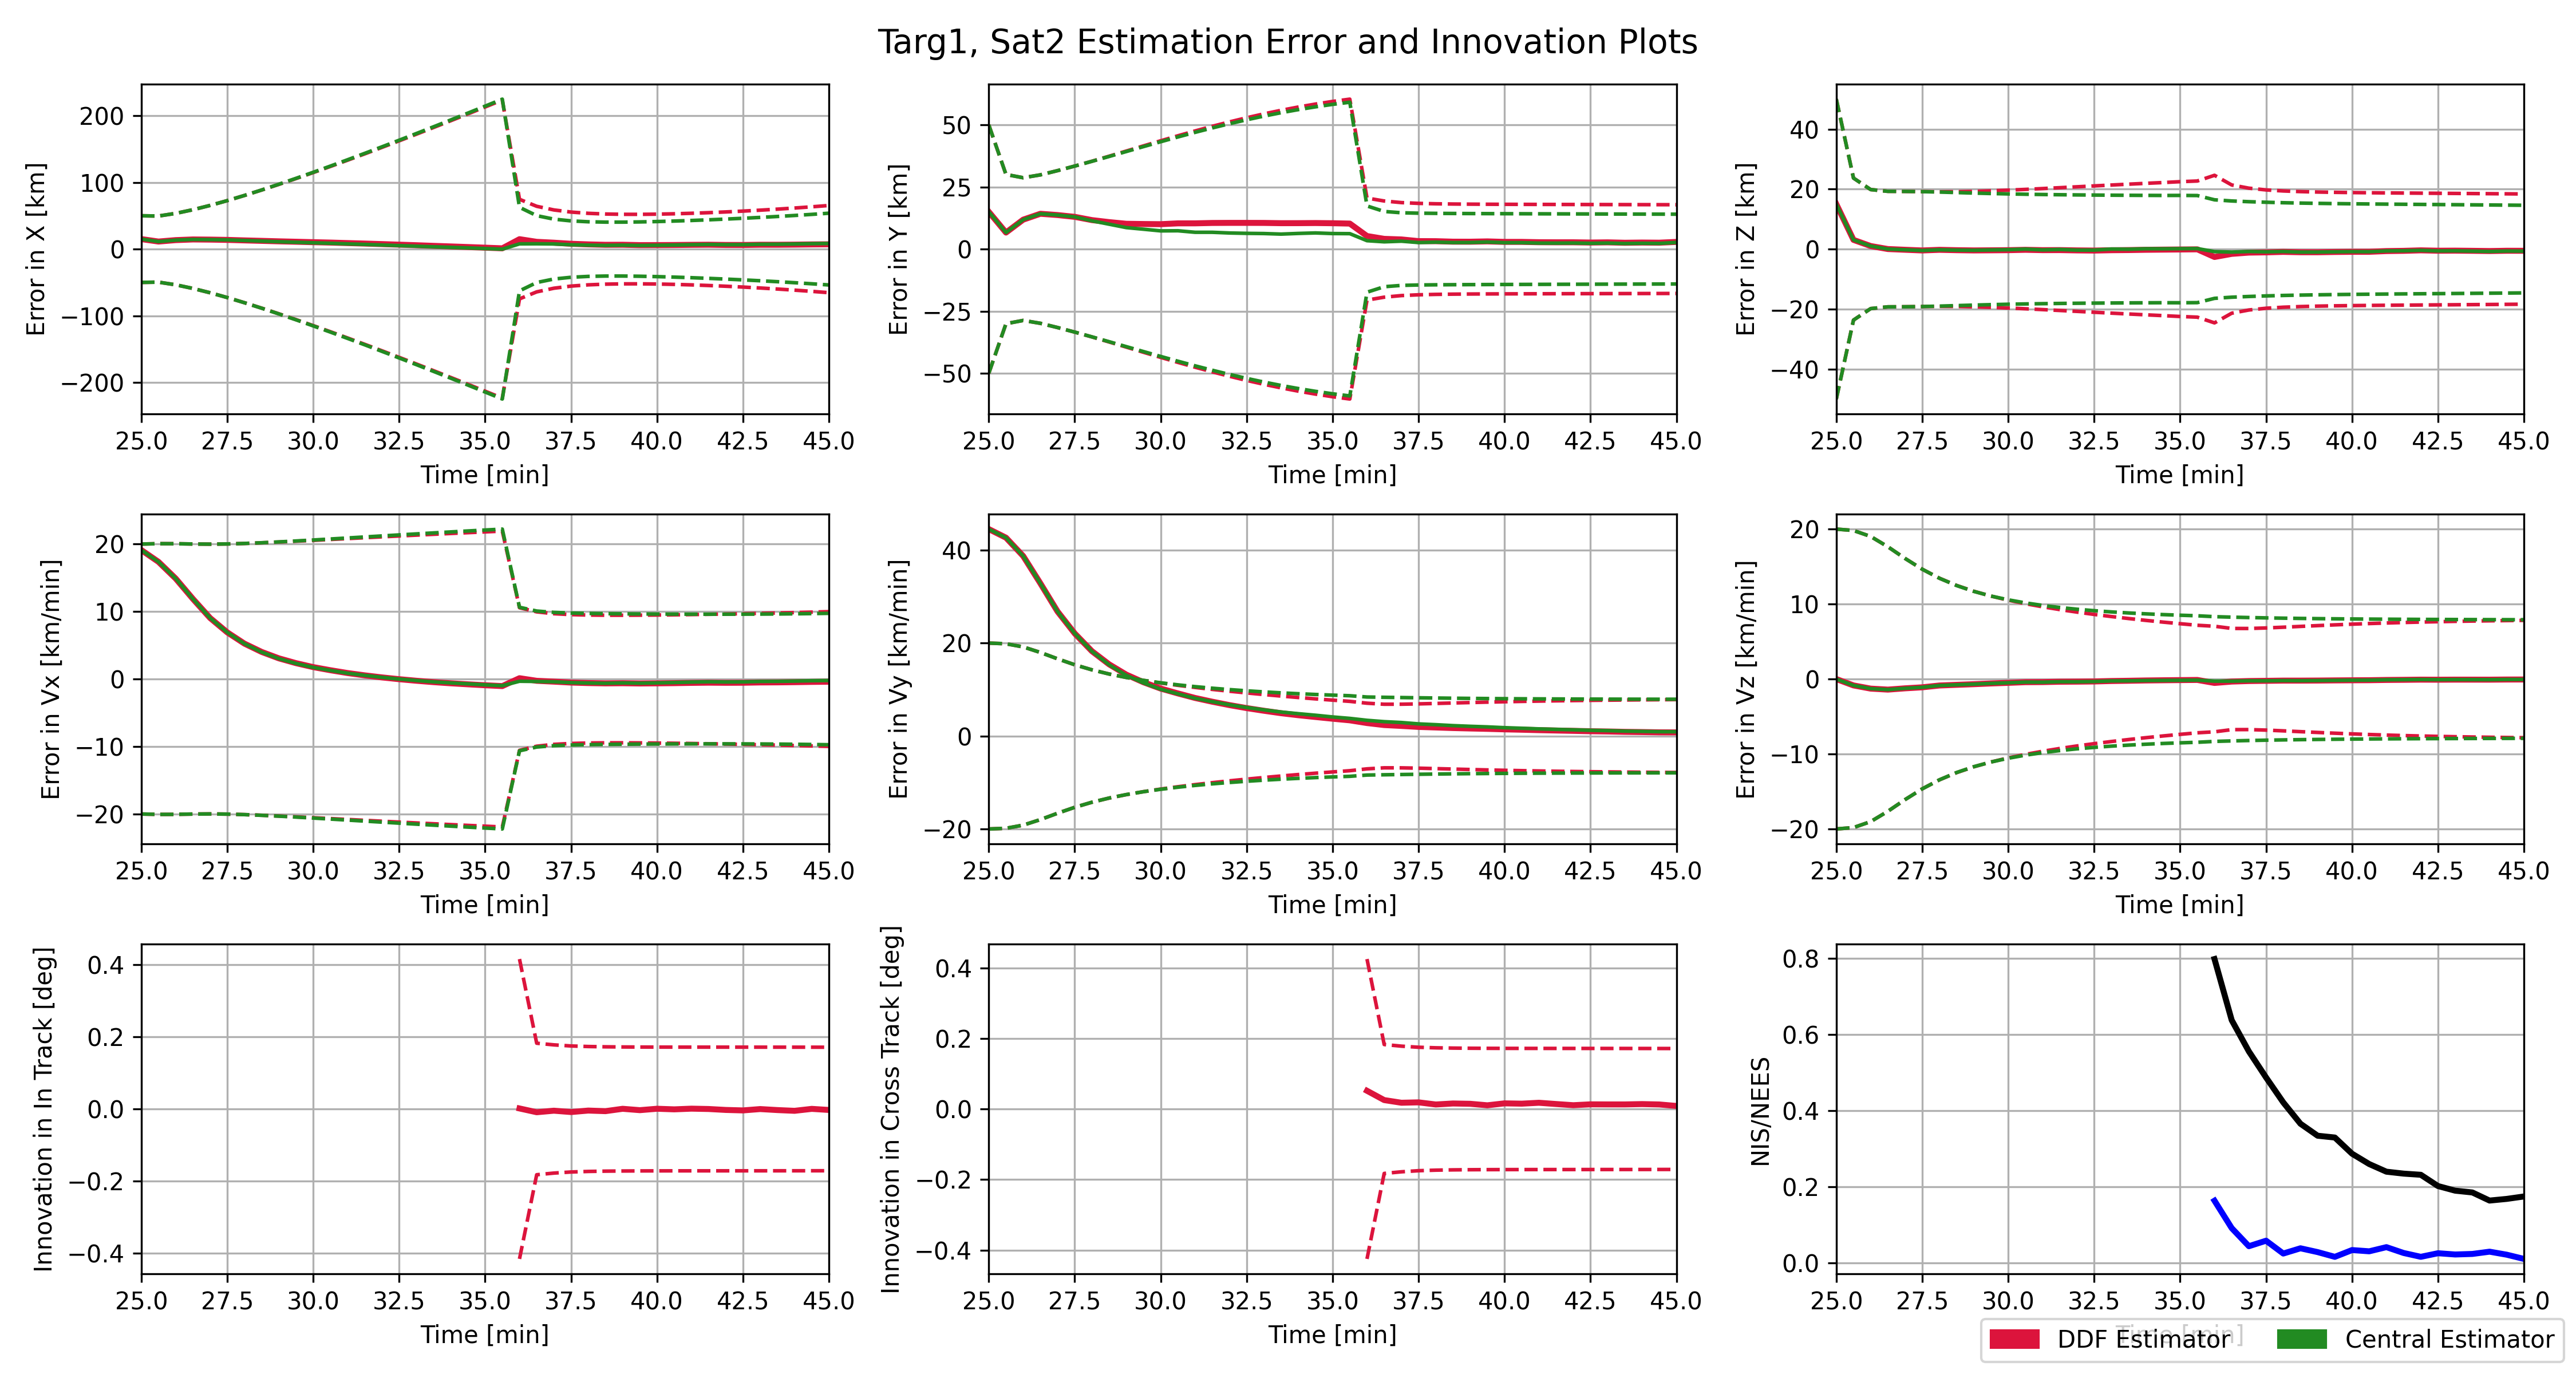 Targ1, Sat2 Estimation Error and Innovation Plots
Error in X [km]
200
100
0
−100
−200
25.0 27.5 30.0 32.5 35.0 37.5 40.0 42.5 45.0
Time [min]
Error in Y [km]
50
25
0
−25
−50
25.0 27.5 30.0 32.5 35.0 37.5 40.0 42.5 45.0
Time [min]
Error in Z [km]
40
20
0
−20
−40
25.0 27.5 30.0 32.5 35.0 37.5 40.0 42.5 45.0
Time [min]
Error in Vx [km/min]
20
10
0
−10
−20
25.0 27.5 30.0 32.5 35.0 37.5 40.0 42.5 45.0
Time [min]
Error in Vy [km/min]
40
20
0
−20
25.0 27.5 30.0 32.5 35.0 37.5 40.0 42.5 45.0
Time [min]
Error in Vz [km/min]
20
10
0
−10
−20
25.0 27.5 30.0 32.5 35.0 37.5 40.0 42.5 45.0
Time [min]
Innovation in In Track [deg]
0.4
0.2
0.0
−0.2
−0.4
25.0 27.5 30.0 32.5 35.0 37.5 40.0 42.5 45.0
Time [min]
Innovation in Cross Track [deg]
0.4
0.2
0.0
−0.2
−0.4
25.0 27.5 30.0 32.5 35.0 37.5 40.0 42.5 45.0
Time [min]
NIS/NEES
0.8
0.6
0.4
0.2
0.0
25.0 27.5 30.0 32.5 35.0 37.5 40.0 42.5 45.0
Time [min]
DDF Estimator Central Estimator